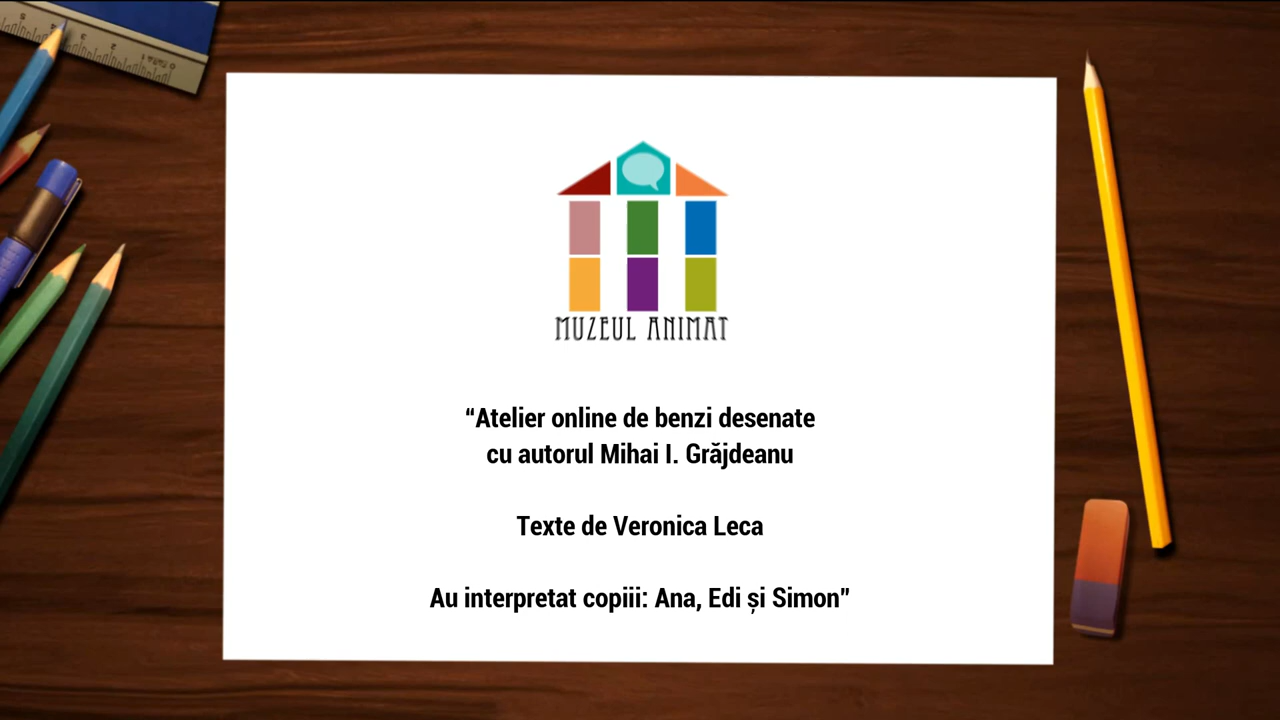 MUZEUL ANIMAT
“Atelier online de benzi desenate
cu autorul Mihai I. Grăjdeanu
Texte de Veronica Leca
Au interpretat copiii: Ana, Edi și Simon”